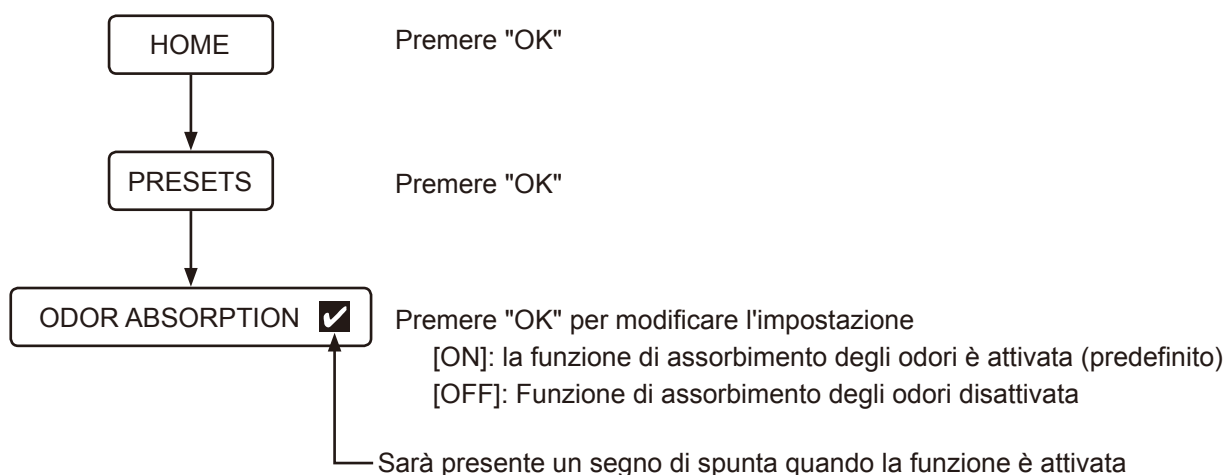 HOME
Premere "OK"
PRESETS
Premere "OK"
ODOR ABSORPTION ✔
Premere "OK" per modificare l'impostazione
[ON]: la funzione di assorbimento degli odori è attivata (predefinito)
[OFF]: Funzione di assorbimento degli odori disattivata
Sarà presente un segno di spunta quando la funzione è attivata